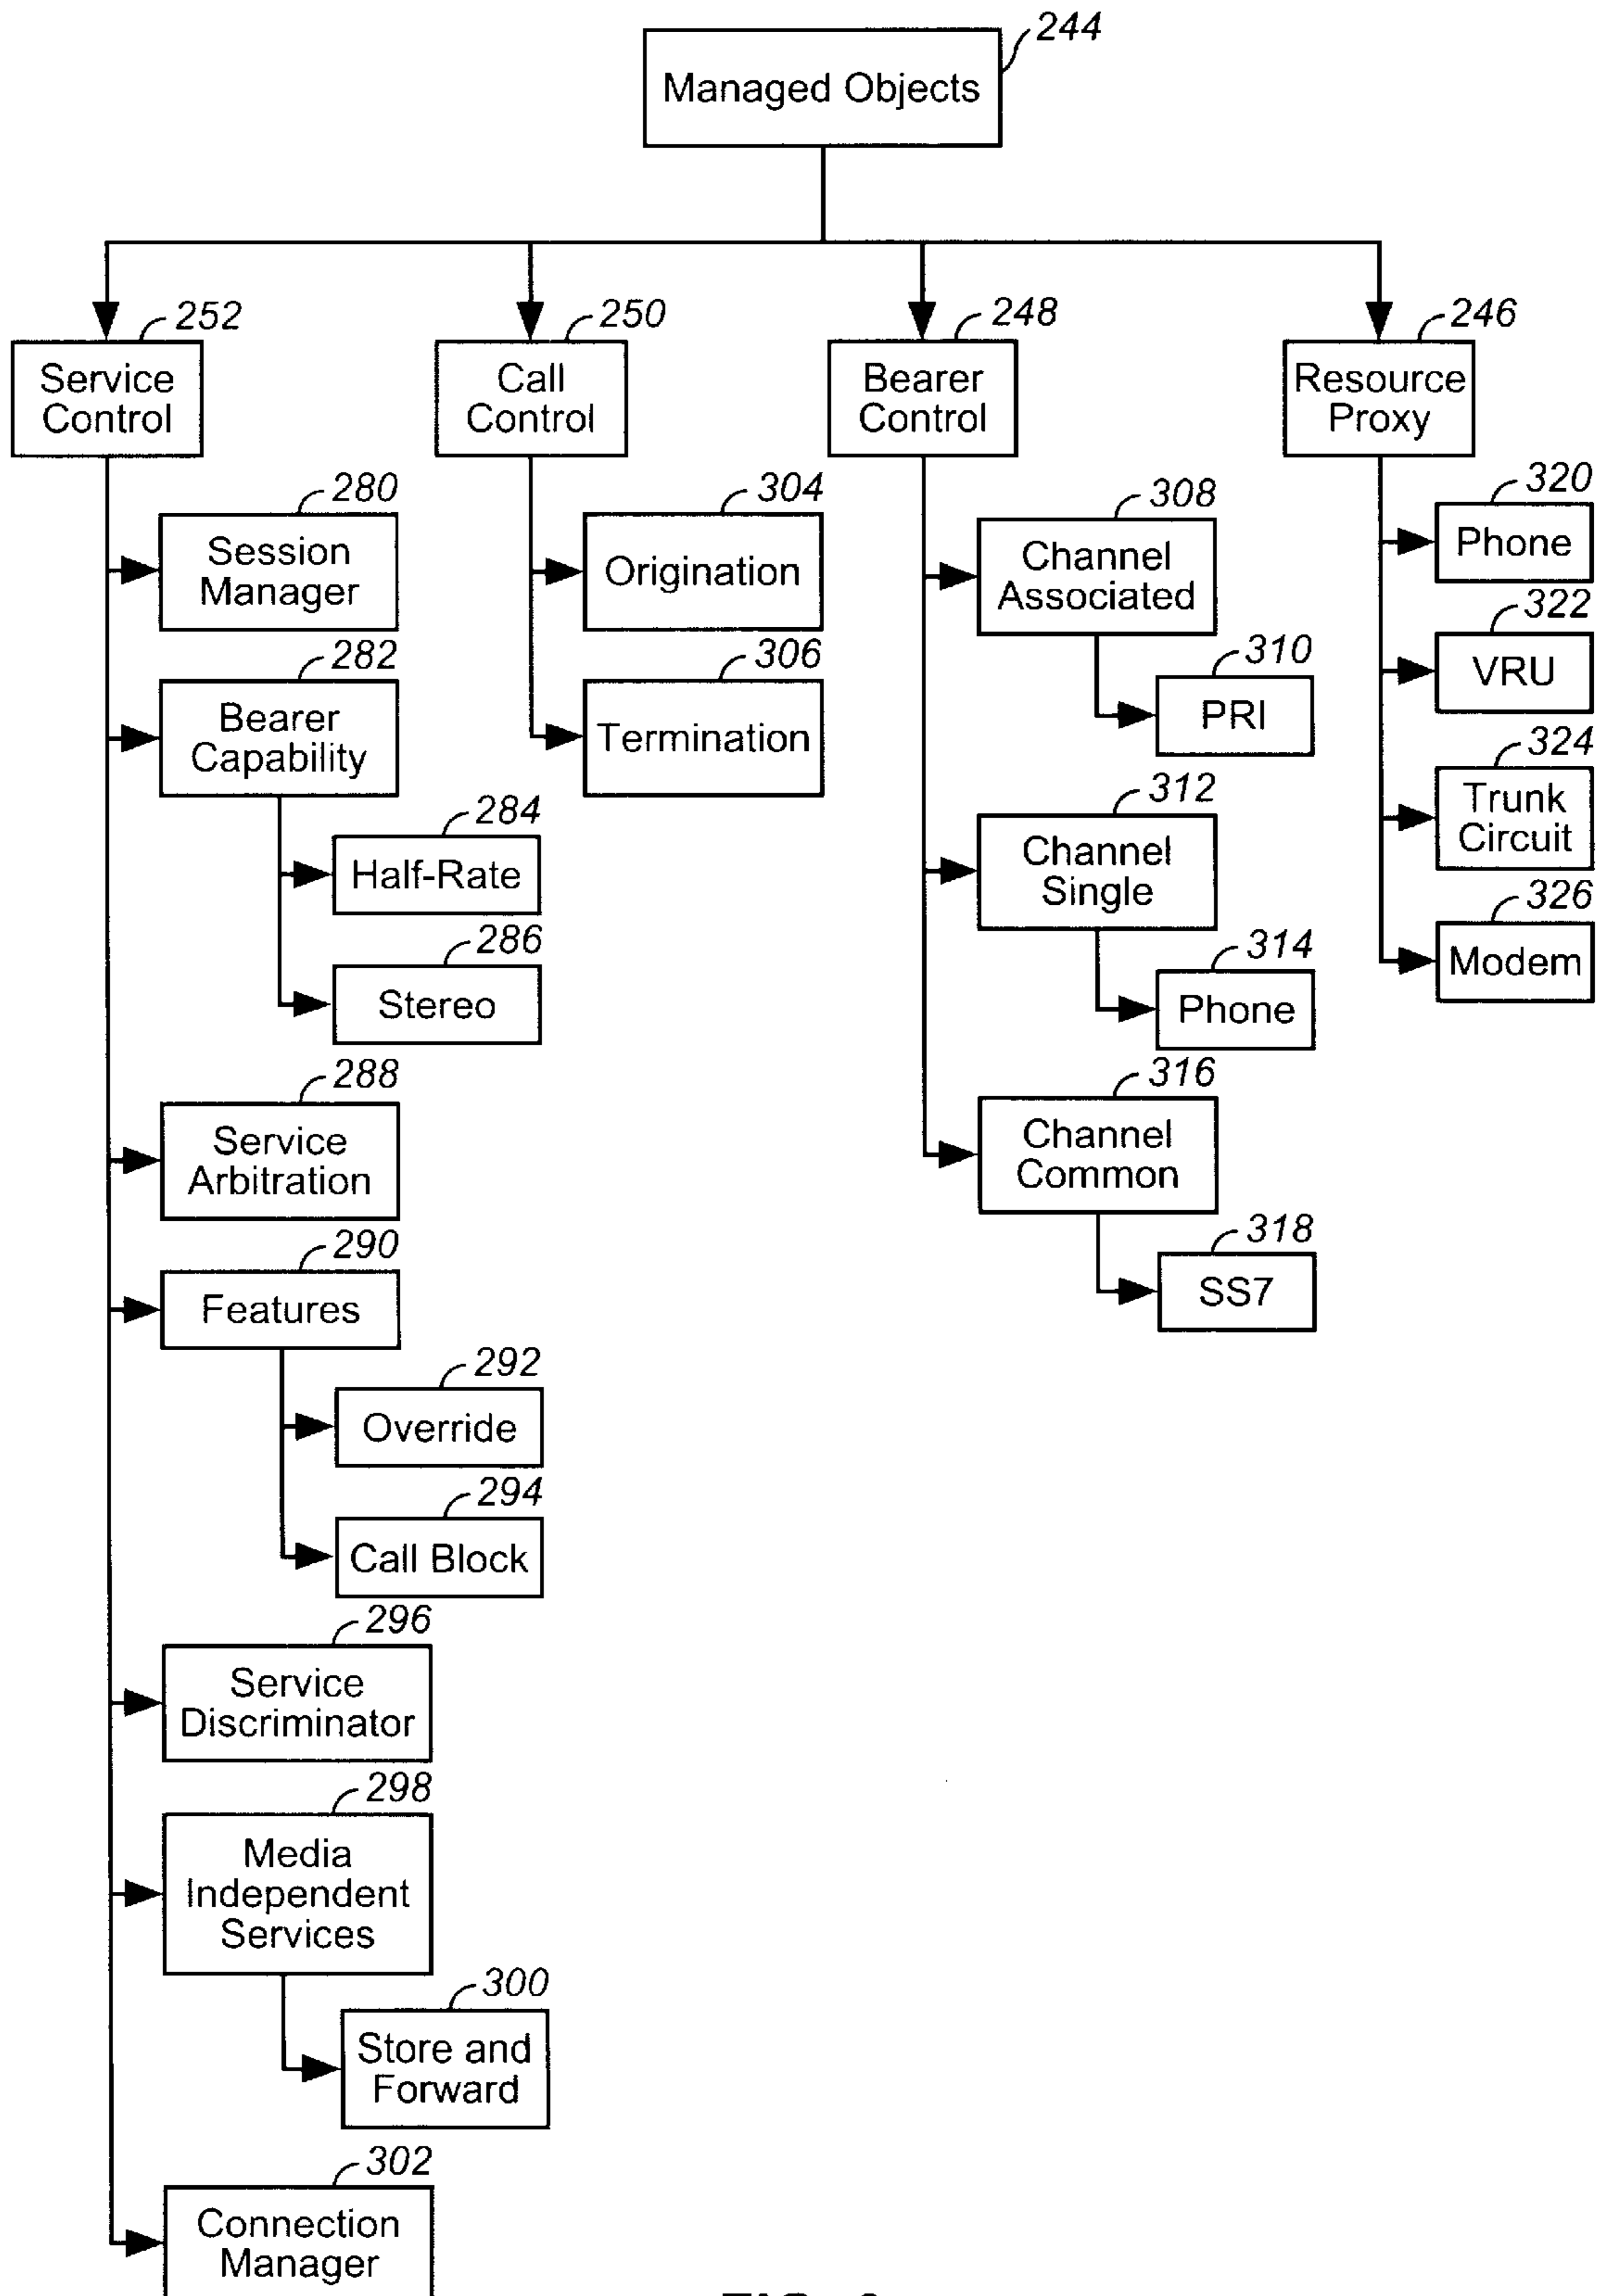 244
Managed Objects
252
Service
Control
250
Call
Control
248
Bearer
Control
246
Resource
Proxy
280
Session
Manager
282
Bearer
Capability
284
Half-Rate
286
Stereo
288
Service
Arbitration
290
Features
292
Override
294
Call Block
296
Service
Discriminator
298
Media
Independent
Services
300
Store and
Forward
302
Connection
Manager
304
Origination
306
Termination
308
Channel
Associated
310
PRI
312
Channel
Single
314
Phone
316
Channel
Common
318
SS7
320
Phone
322
VRU
324
Trunk
Circuit
326
Modem